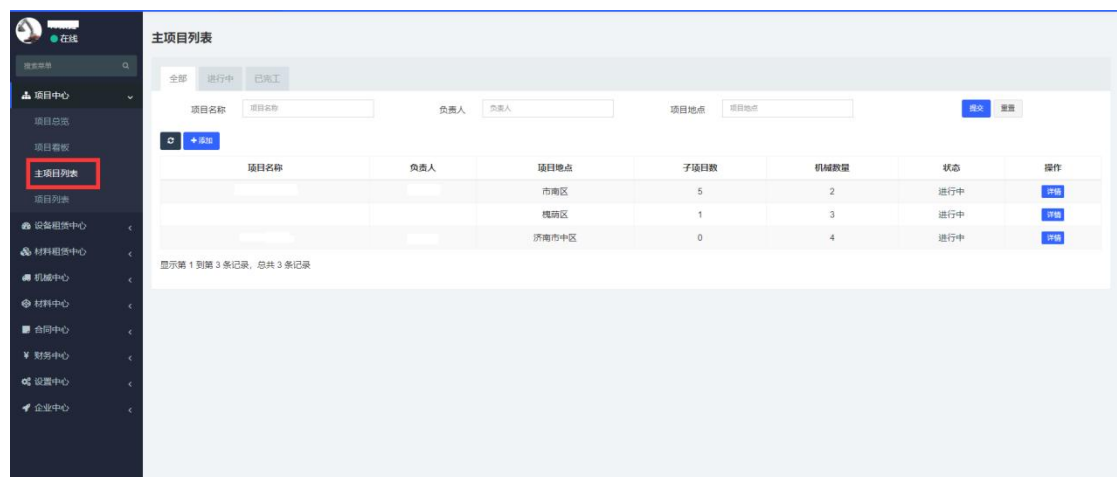 在线
主项目列表
搜索菜单
全部 进行中 已完工
项目中心
项目名称 项目名称 负责人 负责人 项目地点 项目地点 提交 重置
项目总览
添加
项目看板
主项目列表
项目名称 负责人 项目地点 子项目数 机械数量 状态 操作
市南区 5 2 进行中 详情
项目列表
槐荫区 1 3 进行中 详情
设备租赁中心
济南市中区 0 4 进行中 详情
材料租赁中心
显示第 1 到第 3 条记录，总共 3 条记录
机械中心
材料中心
合同中心
财务中心
设置中心
企业中心